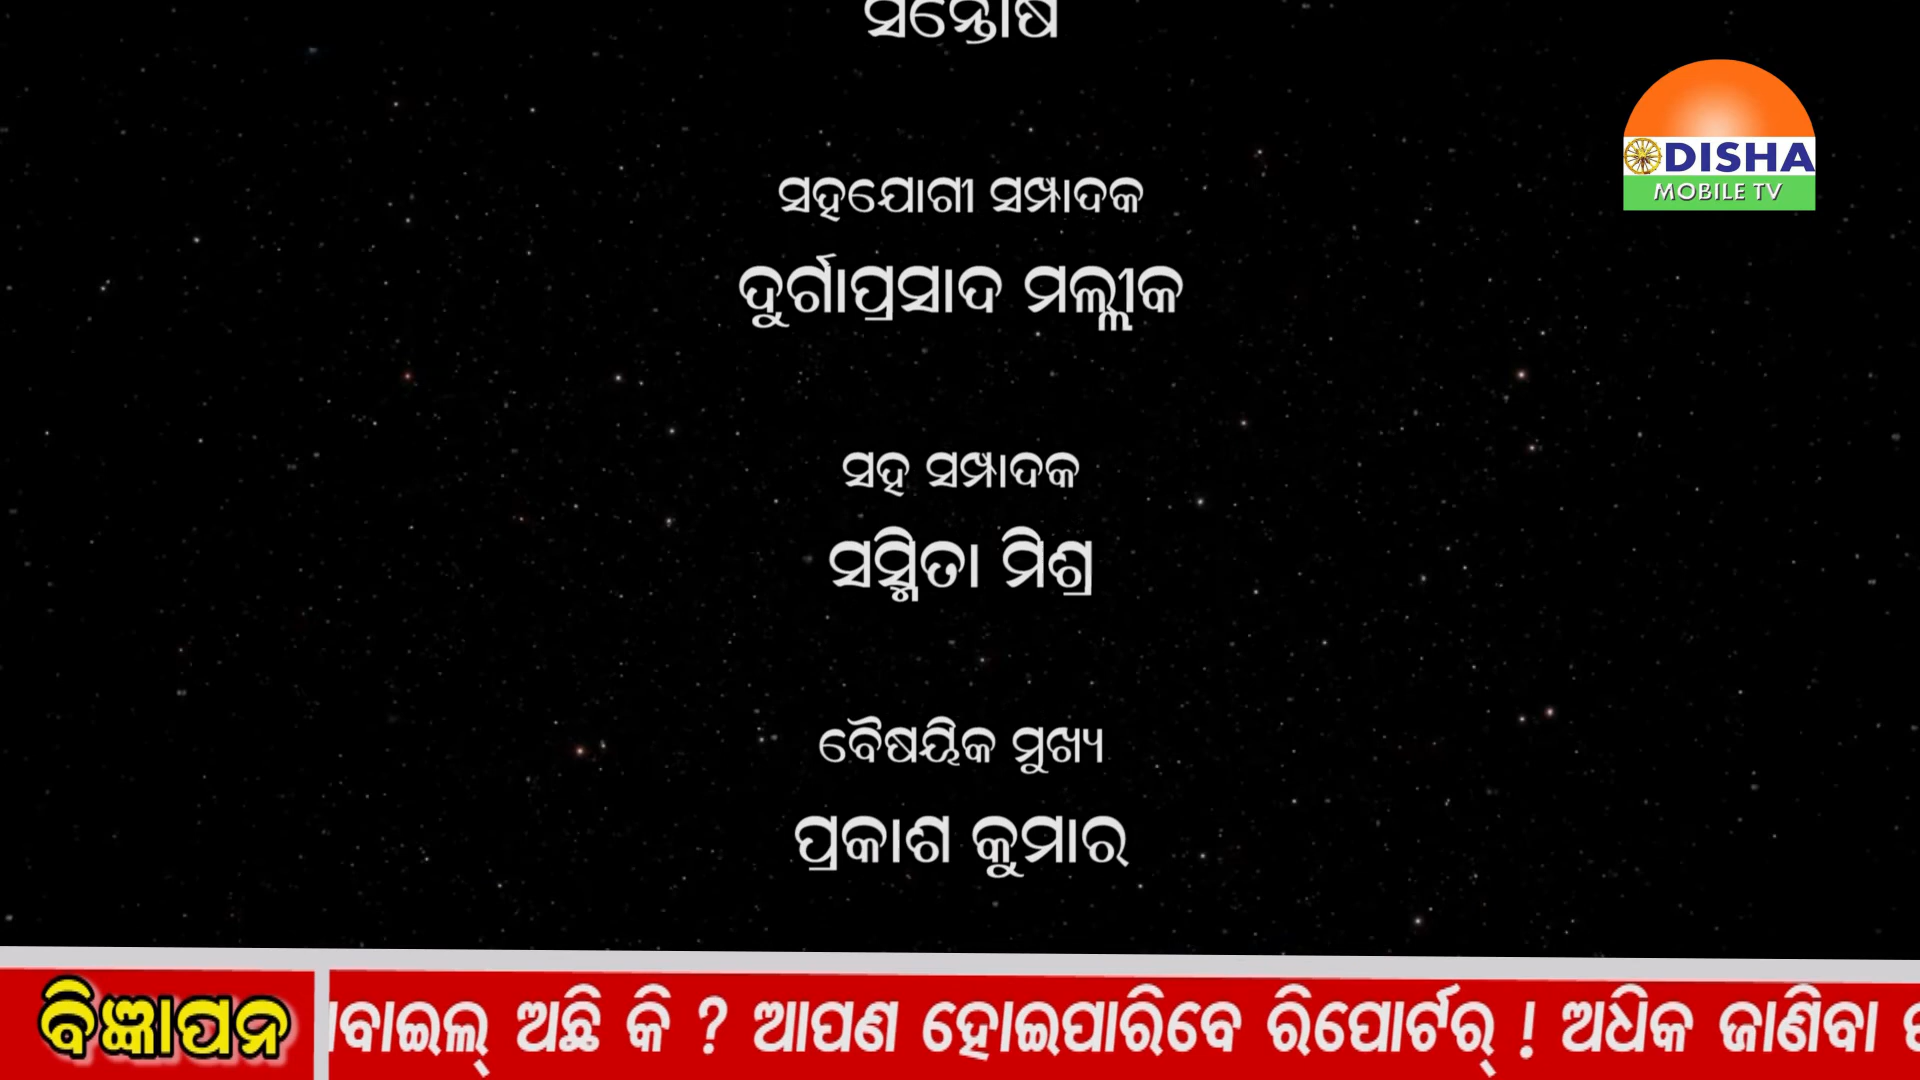 ସନ୍ତୋଷ
ODISHA
MOBILE TV
ସହଯୋଗୀ ସମ୍ପାଦକ
ଦୁର୍ଗାପ୍ରସାଦ ମଲ୍ଲୀକ
ସହ ସମ୍ପାଦକ
ସସ୍ମିତା ମିଶ୍ର
ବୈଷୟିକ ମୁଖ୍ୟ
ପ୍ରକାଶ କୁମାର
ବିଜ୍ଞାପନ
ବାଇଲ୍ ଅଛି କି ? ଆପଣ ହୋଇପାରିବେ ରିପୋର୍ଟର୍ ! ଅଧିକ ଜାଣିବା